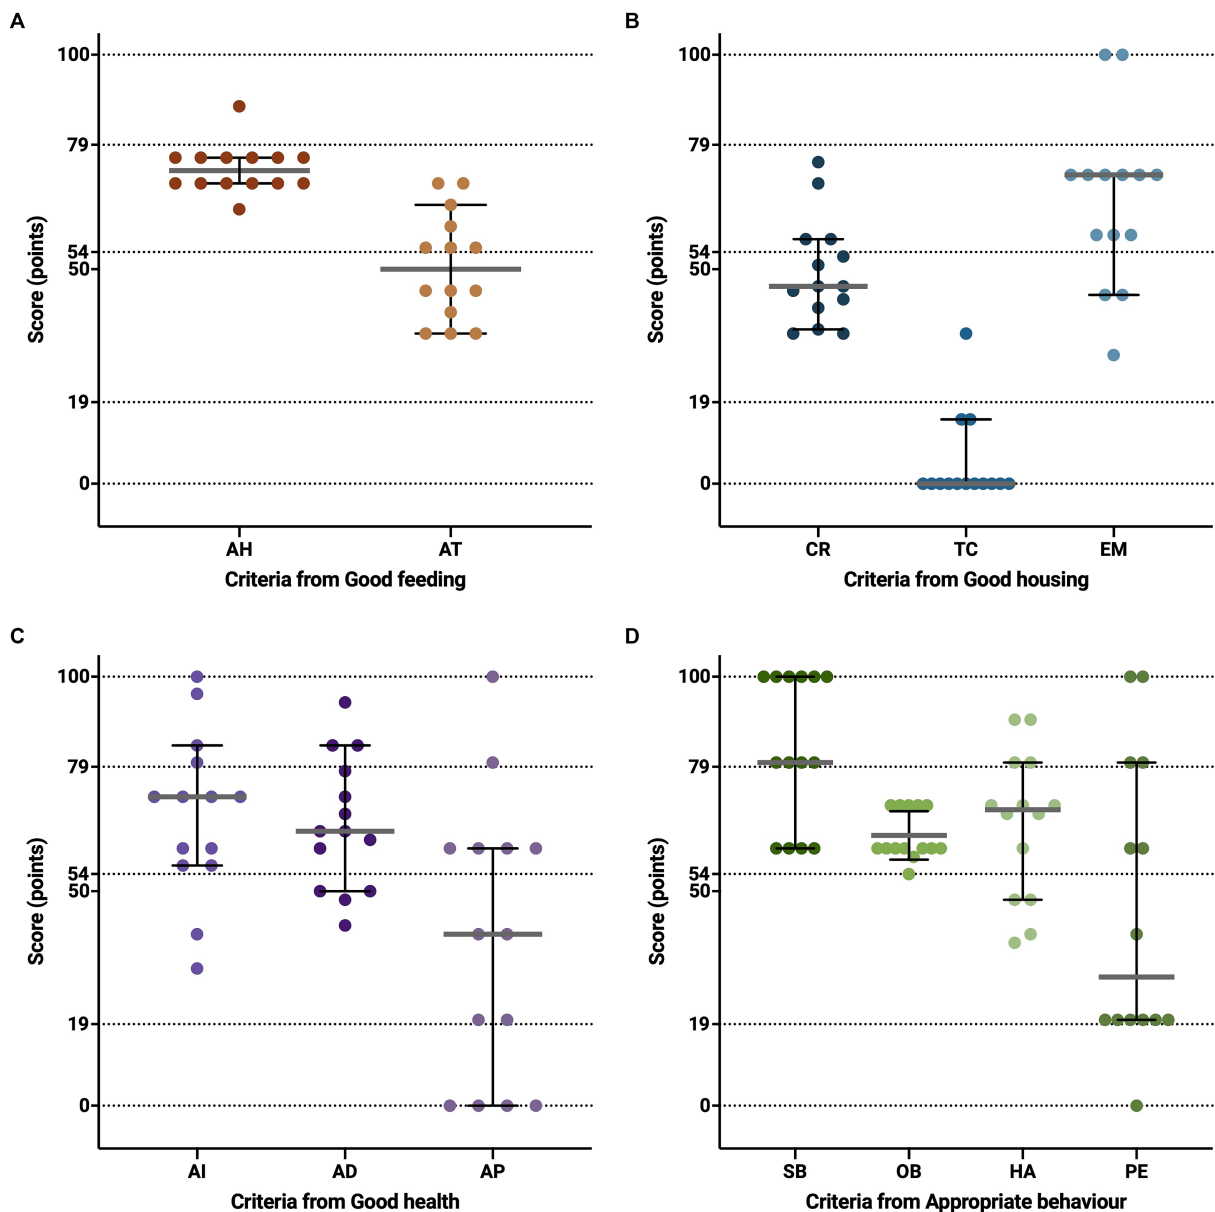 A
100
79
54
50
19
0
Score (points)
AH AT
Criteria from Good feeding
B
100
79
54
50
19
0
Score (points)
CR TC EM
Criteria from Good housing
C
100
79
54
50
19
0
Score (points)
AI AD AP
Criteria from Good health
D
100
79
54
50
19
0
Score (points)
SB OB HA PE
Criteria from Appropriate behaviour